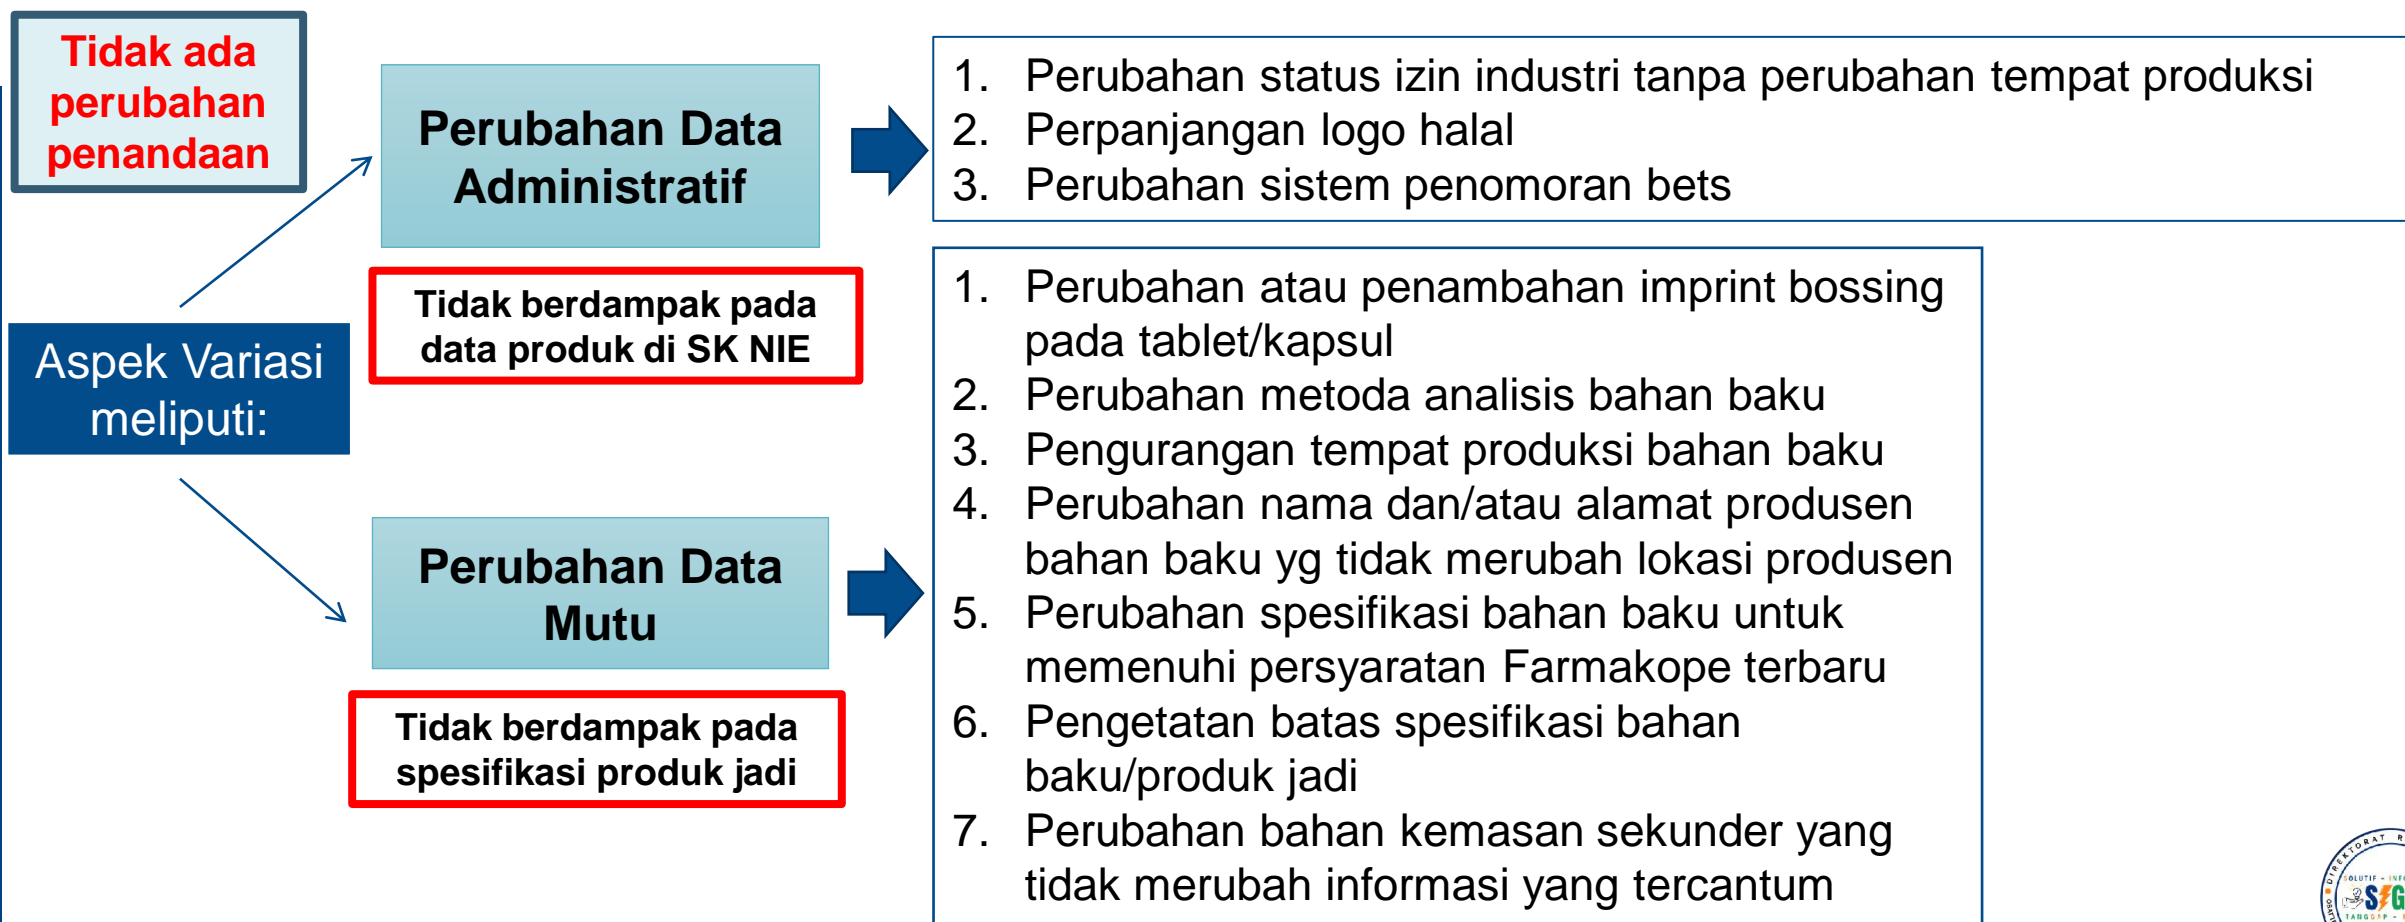 Tidak ada
perubahan
penandaan
Aspek Variasi
meliputi:
Perubahan Data
Administratif
Tidak berdampak pada
data produk di SK NIE
1. Perubahan status izin industri tanpa perubahan tempat produksi
2. Perpanjangan logo halal
3. Perubahan sistem penomoran bets
Perubahan Data
Mutu
Tidak berdampak pada
spesifikasi produk jadi
1. Perubahan atau penambahan imprint bossing
pada tablet/kapsul
2. Perubahan metoda analisis bahan baku
3. Pengurangan tempat produksi bahan baku
4. Perubahan nama dan/atau alamat produsen
bahan baku yg tidak merubah lokasi produsen
5. Perubahan spesifikasi bahan baku untuk
memenuhi persyaratan Farmakope terbaru
6. Pengetatan batas spesifikasi bahan
baku/produk jadi
7. Perubahan bahan kemasan sekunder yang
tidak merubah informasi yang tercantum